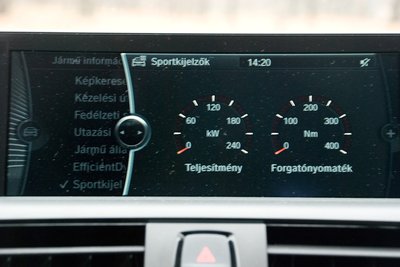 Jármű informác
Sportkijelzők
14:20
Képkeres
Kezelési ú
Fedélzeti
Utazási
Jármű álla
EfficientD
Sportkijel
120
60
180
kW
0
240
Teljesítmény
200
100
300
Nm
0
400
Forgatónyomaték